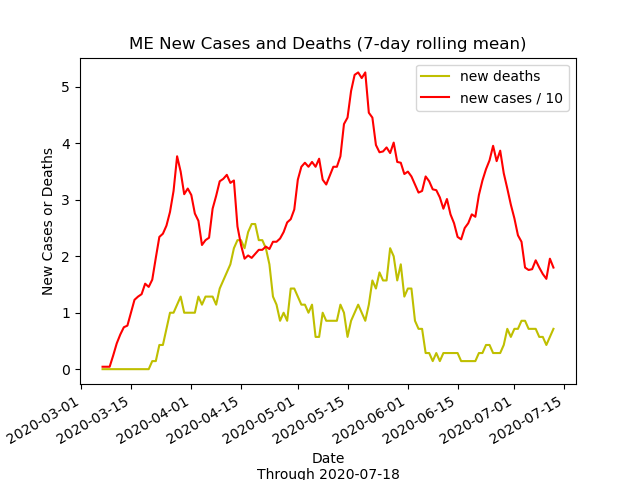 ME New Cases and Deaths (7-day rolling mean)
new deaths
new cases / 10
New Cases or Deaths
5
4
3
2
1
0
2020-03-01
2020-03-15
2020-04-01
2020-04-15
2020-05-01
2020-05-15
2020-06-01
2020-06-15
2020-07-01
2020-07-15
Date
Through 2020-07-18